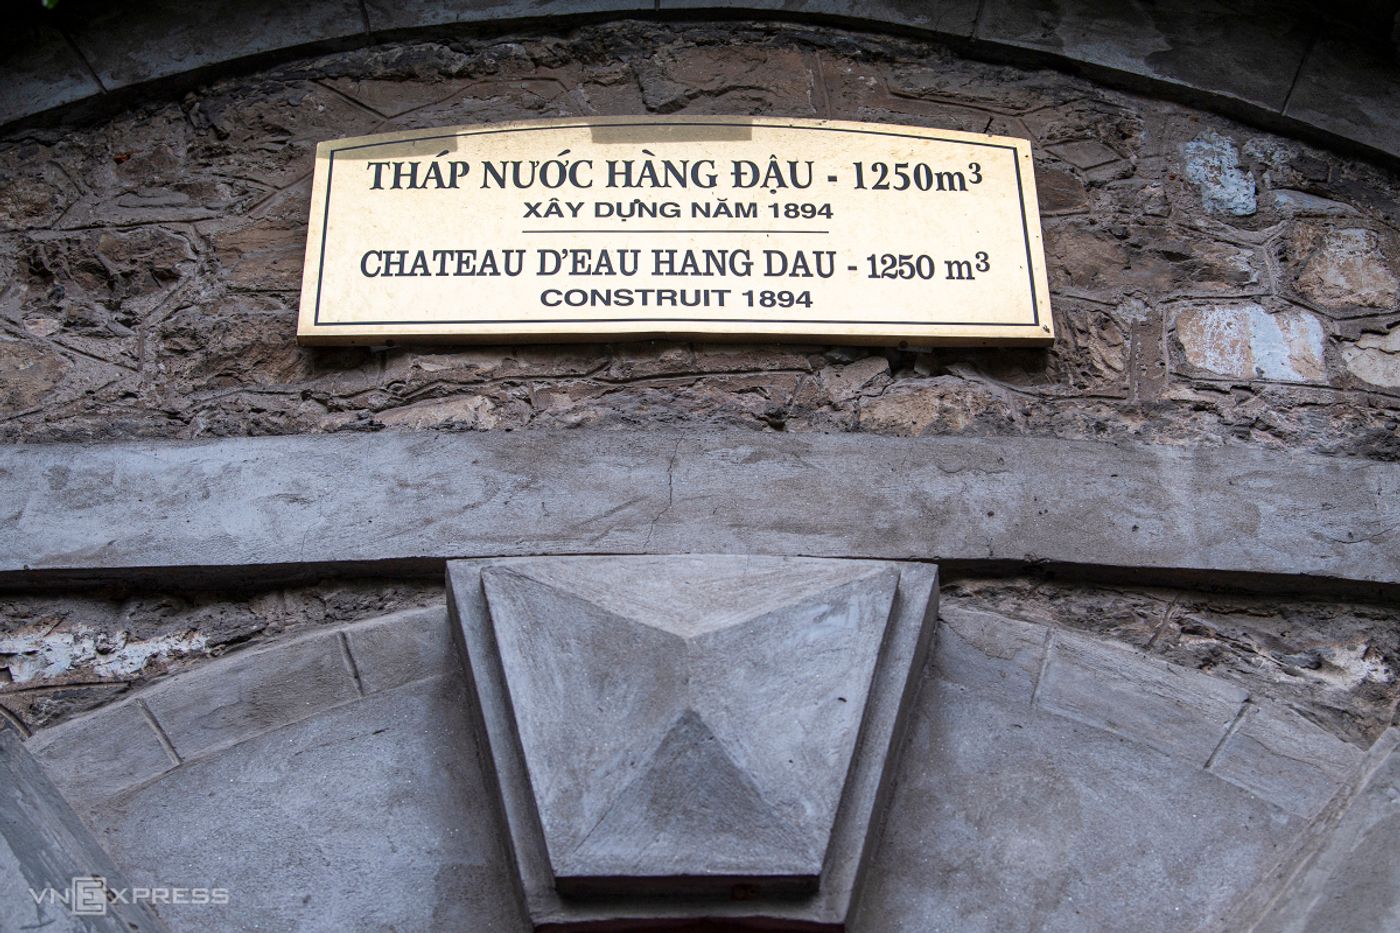 THÁP NƯỚC HÀNG ĐẬU - 1250m³
XÂY DỰNG NĂM 1894
CHATEAU D'EAU HANG DAU - 1250 m³
CONSTRUIT 1894
VNEXPRESS